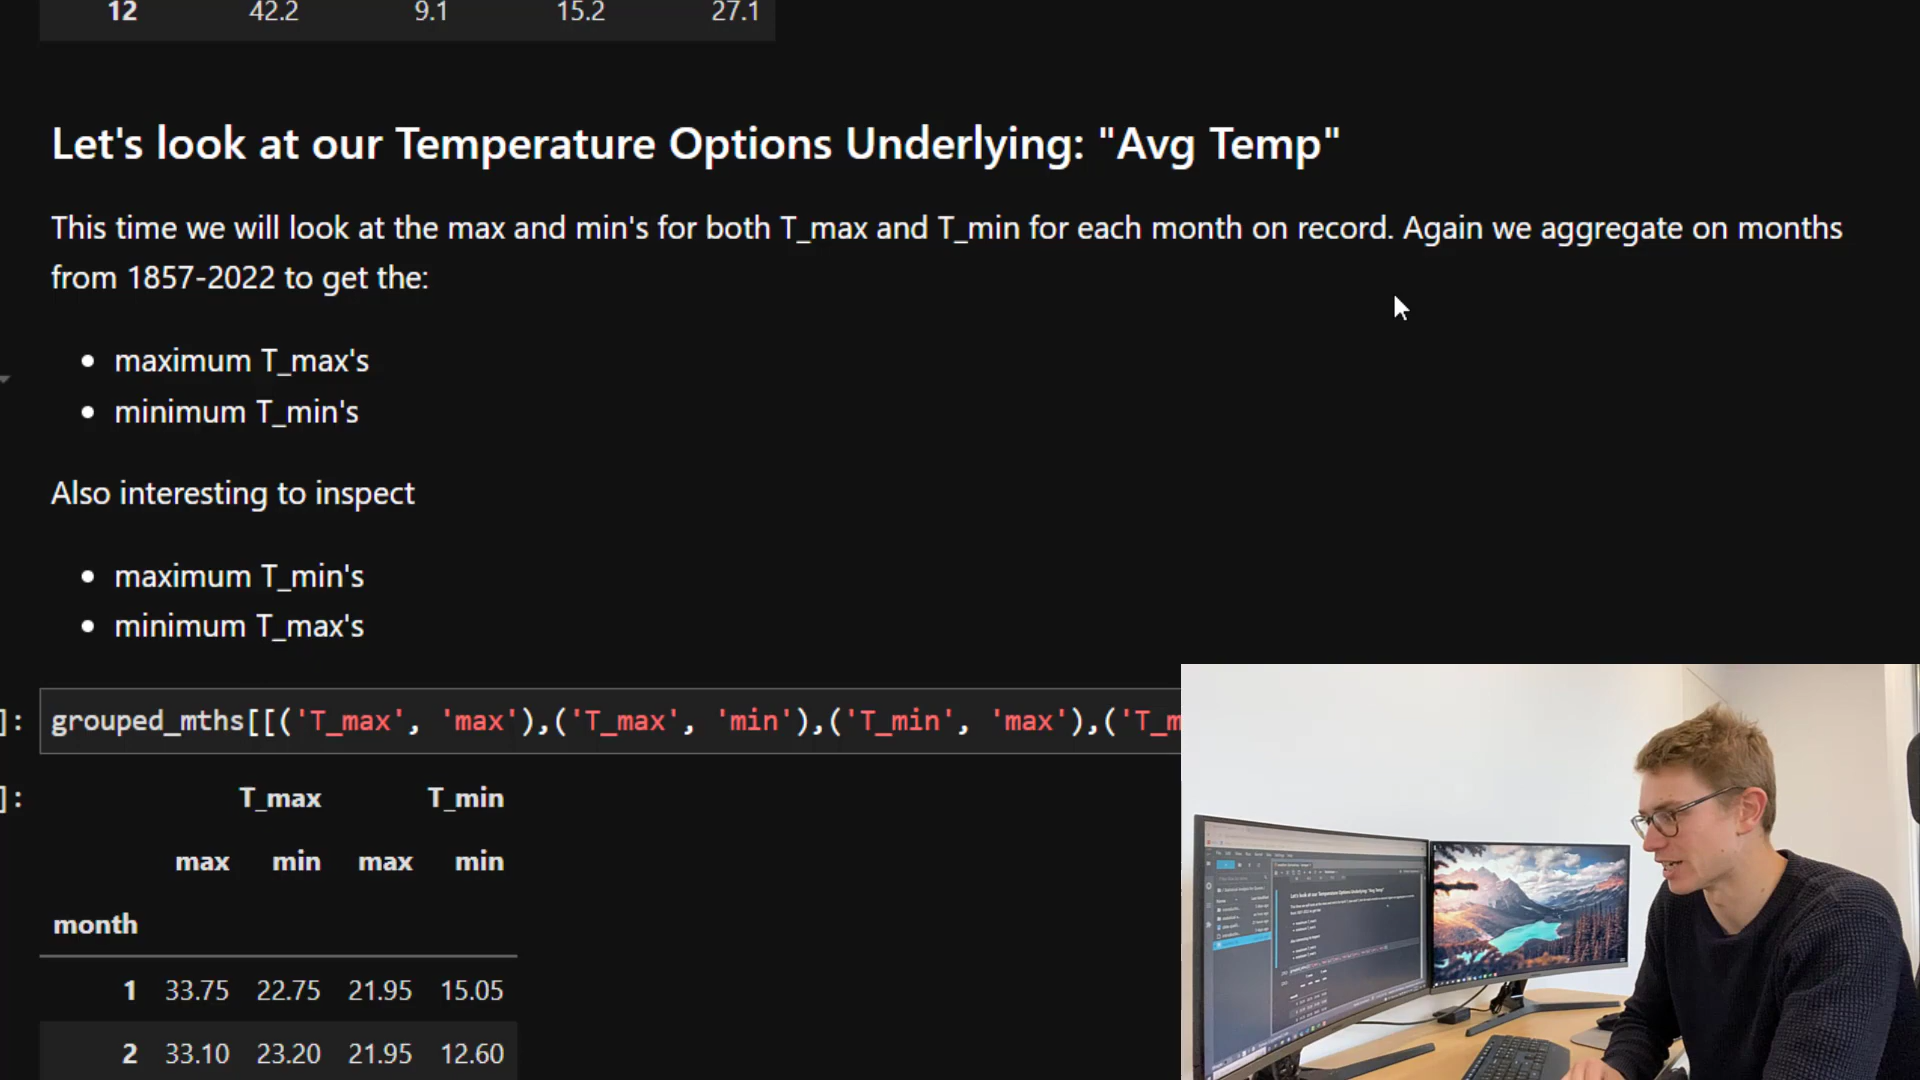 12 42.2 9.1 15.2 27.1
Let's look at our Temperature Options Underlying: "Avg Temp"
This time we will look at the max and min's for both T_max and T_min for each month on record. Again we aggregate on months
from 1857-2022 to get the:
• maximum T_max's
• minimum T_min's
Also interesting to inspect
• maximum T_min's
• minimum T_max's
]: grouped_mths[[('T_max', 'max'),('T_max', 'min'),('T_min', 'max'),('T_m
]: T_max T_min
max min max min
month
1 33.75 22.75 21.95 15.05
2 33.10 23.20 21.95 12.60